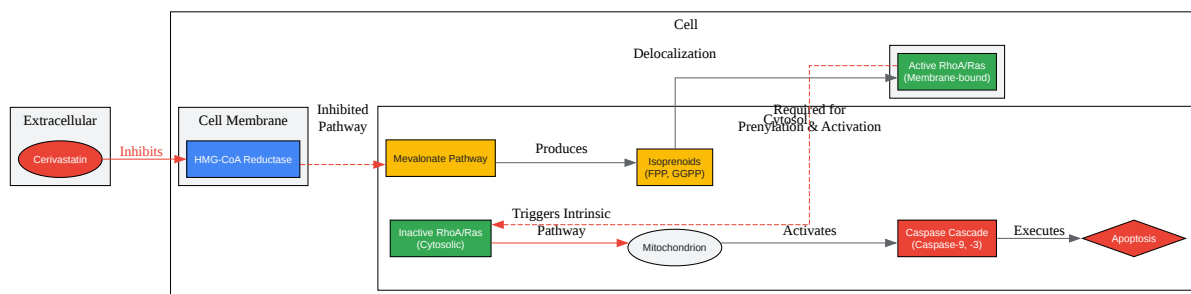 Cell
Delocalization
Active RhoA/Ras
(Membrane-bound)
Extracellular
Cerivastatin
Inhibits
Cell Membrane
HMG-CoA Reductase
Inhibited
Pathway
Cytosol
Required for
Prenylation & Activation
Mevalonate Pathway
Produces
Isoprenoids
(FPP, GGPP)
Inactive RhoA/Ras
(Cytosolic)
Triggers Intrinsic
Pathway
Mitochondrion
Activates
Caspase Cascade
(Caspase-9, -3)
Executes
Apoptosis